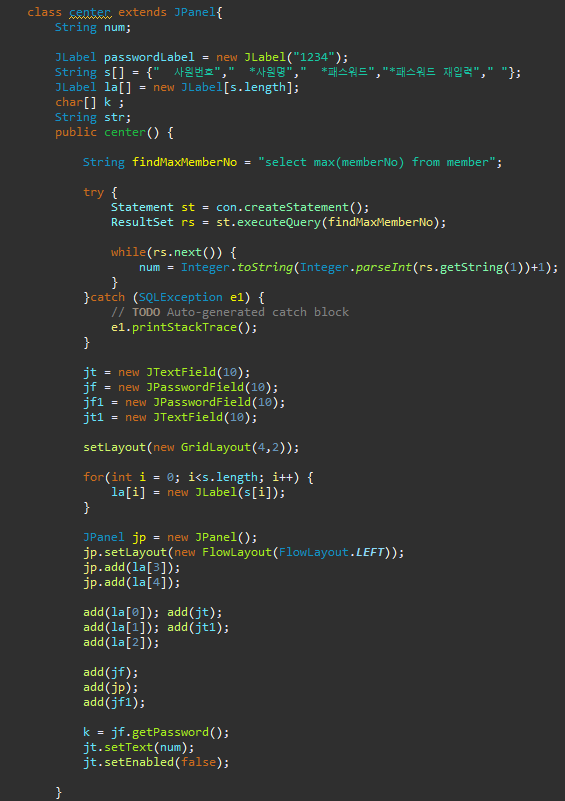 class center extends JPanel{
    String num;

    JLabel passwordLabel = new JLabel("1234");
    String s[] = {"  사원번호","  *사원명","  *패스워드","*패스워드 재입력"," "};
    JLabel la[] = new JLabel[s.length];
    char[] k ;
    String str;
    public center() {

        String findMaxMemberNo = "select max(memberNo) from member";

        try {
            Statement st = con.createStatement();
            ResultSet rs = st.executeQuery(findMaxMemberNo);

            while(rs.next()) {
                num = Integer.toString(Integer.parseInt(rs.getString(1))+1);
            }
        }catch (SQLException e1) {
            // TODO Auto-generated catch block
            e1.printStackTrace();
        }

        jt = new JTextField(10);
        jf = new JPasswordField(10);
        jf1 = new JPasswordField(10);
        jt1 = new JTextField(10);

        setLayout(new GridLayout(4,2));

        for(int i = 0; i<s.length; i++) {
            la[i] = new JLabel(s[i]);
        }

        JPanel jp = new JPanel();
        jp.setLayout(new FlowLayout(FlowLayout.LEFT));
        jp.add(la[3]);
        jp.add(la[4]);

        add(la[0]); add(jt);
        add(la[1]); add(jt1);
        add(la[2]);

        add(jf);
        add(jp);
        add(jf1);

        k = jf.getPassword();
        jt.setText(num);
        jt.setEnabled(false);

    }